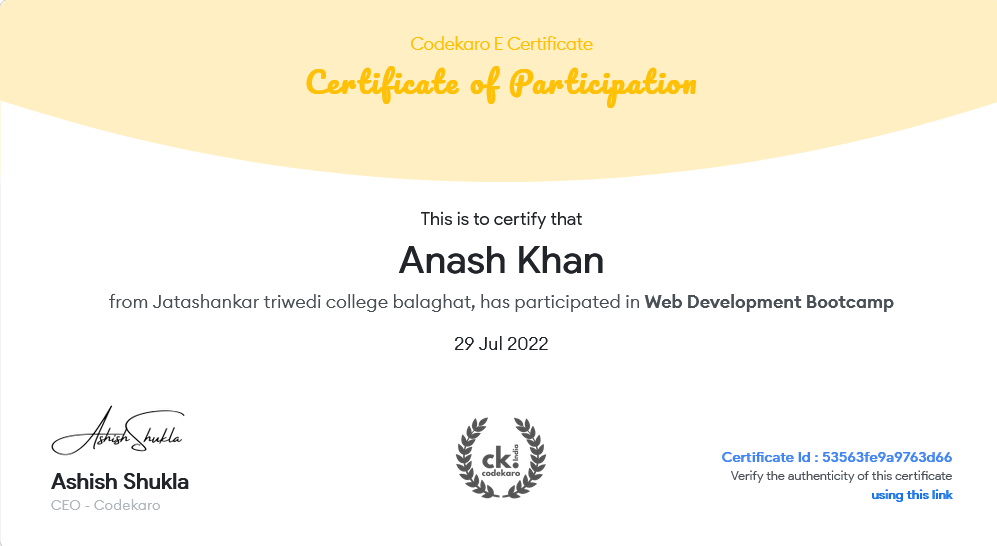 Codekaro E Certificate
Certificate of Participation
This is to certify that
Anash Khan
from Jatashankar triwedi college balaghat, has participated in Web Development Bootcamp
29 Jul 2022
Ashish Shukla
Ashish Shukla
CEO - Codekaro
ck.
India
codekaro
Certificate Id : 53563fe9a9763d66
Verify the authenticity of this certificate
using this link